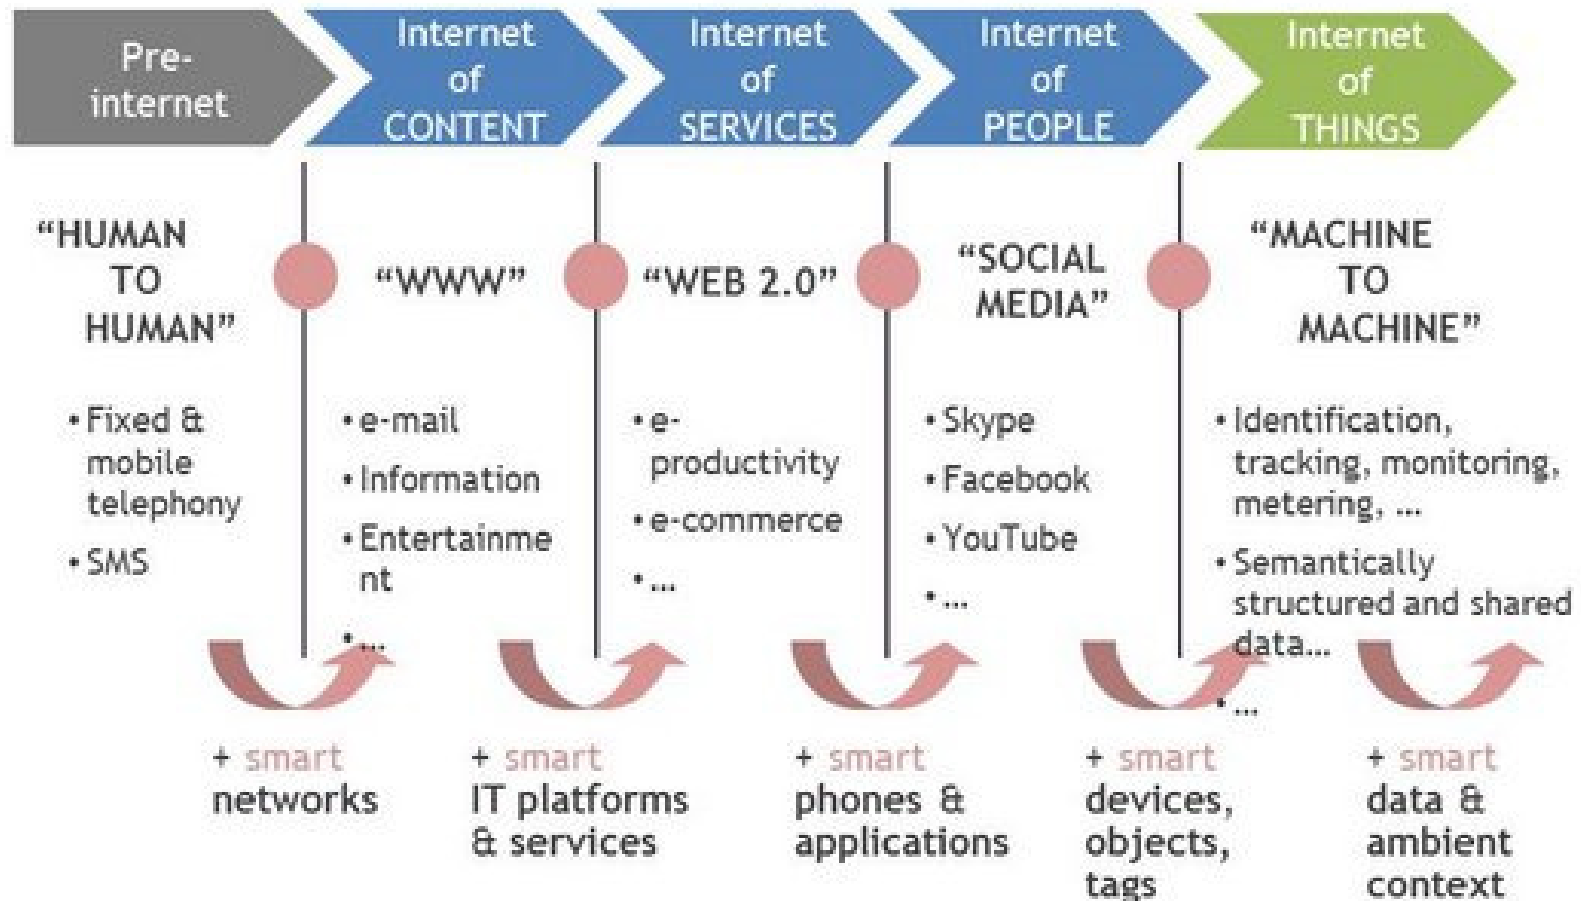 Pre-
internet
Internet
of
CONTENT
Internet
of
SERVICES
Internet
of
PEOPLE
Internet
of
THINGS
“HUMAN
TO
HUMAN”
“WWW”
“WEB 2.0”
“SOCIAL
MEDIA”
“MACHINE
TO
MACHINE”
• Fixed &
mobile
telephony
• SMS
• e-mail
• Information
• Entertainme
nt
• ...
• e-
productivity
• e-commerce
• ...
• Skype
• Facebook
• YouTube
• ...
• Identification,
tracking, monitoring,
metering, ...
• Semantically
structured and shared
data...
• ...
+ smart
networks
+ smart
IT platforms
& services
+ smart
phones &
applications
+ smart
devices,
objects,
tags
+ smart
data &
ambient
context